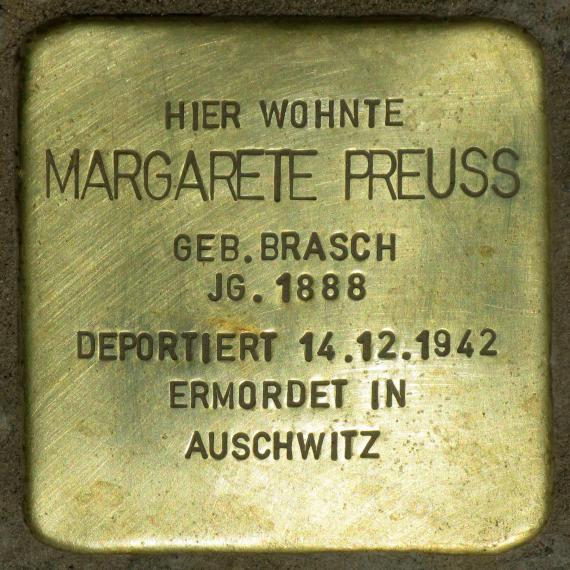 HIER WOHNTE
MARGARETE PREUSS
GEB. BRASCH
JG. 1888
DEPORTIERT 14.12.1942
ERMORDET IN
AUSCHWITZ